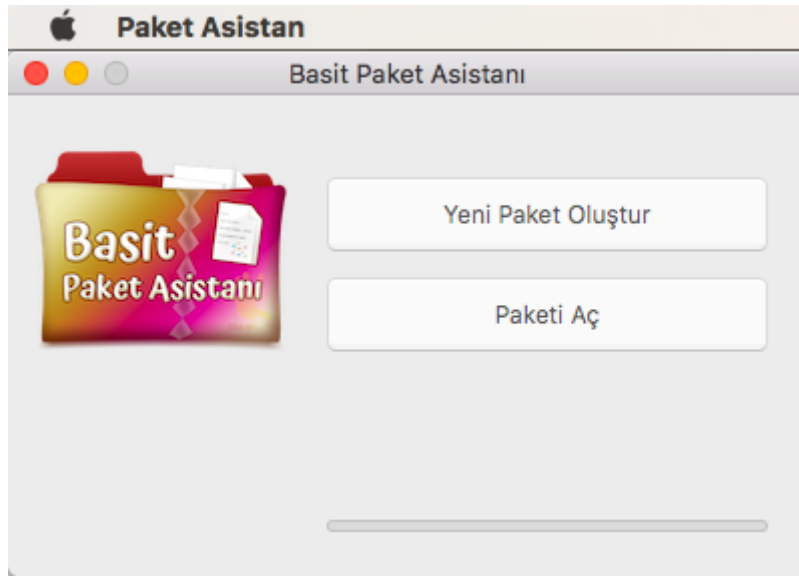 Paket Asistan
Basit Paket Asistanı
Basit
Paket Asistanı
Yeni Paket Oluştur
Paketi Aç